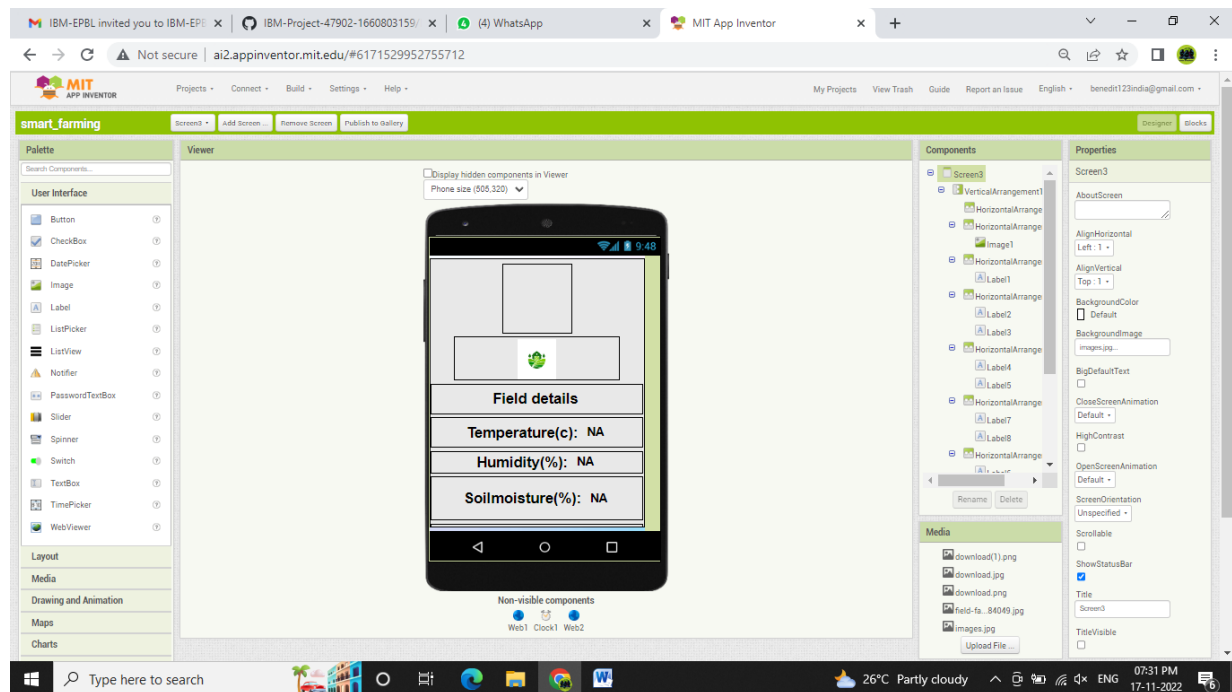 IBM-EPBL invited you to IBM-EPB
IBM-Project-47902-1660803159/
(4) WhatsApp
MIT App Inventor
Not secure
ai2.appinventor.mit.edu/#6171529952755712
MIT
APP INVENTOR
Projects
Connect
Build
Settings
Help
My Projects
View Trash
Guide
Report an Issue
English
benedit123india@gmail.com
smart_farming
Screen3
Add Screen ...
Remove Screen
Publish to Gallery
Designer
Blocks
Palette
Search Components...
User Interface
Button
CheckBox
DatePicker
Image
Label
ListPicker
ListView
Notifier
PasswordTextBox
Slider
Spinner
Switch
TextBox
TimePicker
WebViewer
Layout
Media
Drawing and Animation
Maps
Charts
Viewer
Display hidden components in Viewer
Phone size (505,320)
9:48
Field details
Temperature(c): NA
Humidity(%): NA
Soilmoisture(%): NA
Non-visible components
Web1 Clock1 Web2
Components
Screen3
VerticalArrangement1
HorizontalArrange
HorizontalArrange
Image1
HorizontalArrange
Label1
HorizontalArrange
Label2
Label3
HorizontalArrange
Label4
Label5
HorizontalArrange
Label7
Label8
HorizontalArrange
Rename
Delete
Media
download(1).png
download.jpg
download.png
field-fa...84049.jpg
images.jpg
Upload File ...
Properties
Screen3
AboutScreen
AlignHorizontal
Left : 1
AlignVertical
Top : 1
BackgroundColor
Default
BackgroundImage
images.jpg...
BigDefaultText
CloseScreenAnimation
Default
HighContrast
OpenScreenAnimation
Default
ScreenOrientation
Unspecified
Scrollable
ShowStatusBar
Title
Screen3
TitleVisible
Type here to search
26°C Partly cloudy
ENG
07:31 PM
17-11-2022
6